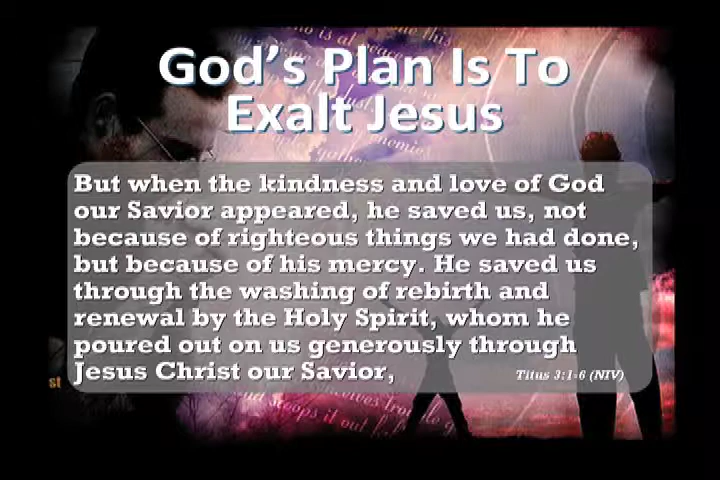 God's Plan Is To
Exalt Jesus
But when the kindness and love of God
our Savior appeared, he saved us, not
because of righteous things we had done,
but because of his mercy. He saved us
through the washing of rebirth and
renewal by the Holy Spirit, whom he
poured out on us generously through
Jesus Christ our Savior,
Titus 3:1-6 (NIV)
st